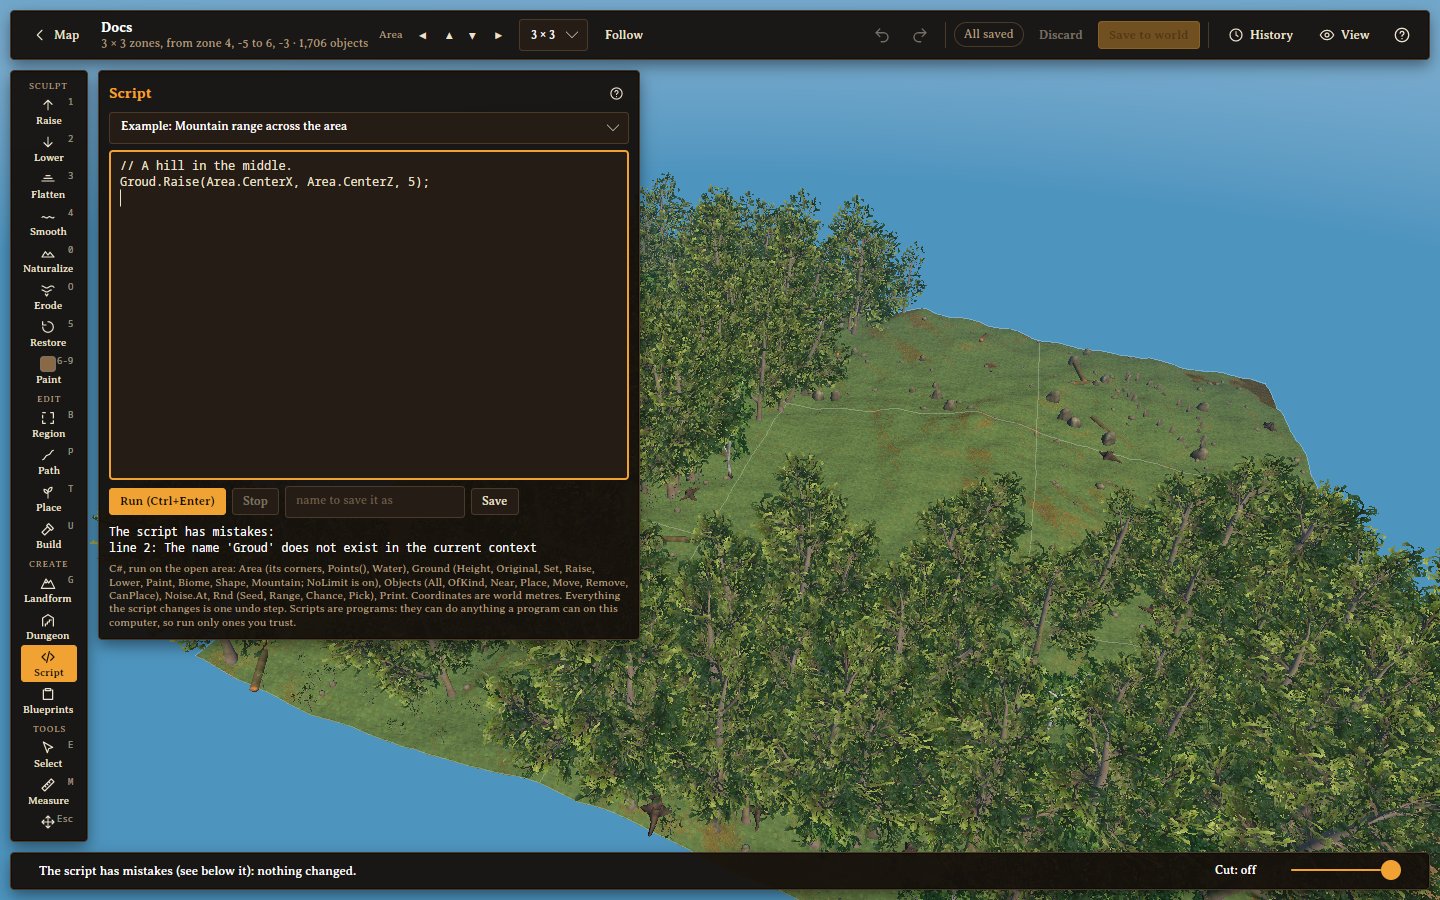 Map
Docs
3 × 3 zones, from zone 4, -5 to 6, -3 · 1,706 objects
Area
3 × 3
Follow
All saved
Discard
Save to world
History
View
SCULPT
Raise 1
Lower 2
Flatten 3
Smooth 4
Naturalize 0
Erode O
Restore 5
Paint 6-9
EDIT
Region B
Path P
Place T
Build U
CREATE
Landform G
Dungeon
Script
Blueprints
TOOLS
Select E
Measure M
Esc
Script
Example: Mountain range across the area
// A hill in the middle.
Groud.Raise(Area.CenterX, Area.CenterZ, 5);
Run (Ctrl+Enter)
Stop
name to save it as
Save
The script has mistakes:
line 2: The name 'Groud' does not exist in the current context
C#, run on the open area: Area (its corners, Points(), Water), Ground (Height, Original, Set, Raise,
Lower, Paint, Biome, Shape, Mountain; NoLimit is on), Objects (All, OfKind, Near, Place, Move, Remove,
CanPlace), Noise.At, Rnd (Seed, Range, Chance, Pick), Print. Coordinates are world metres. Everything
the script changes is one undo step. Scripts are programs: they can do anything a program can on this
computer, so run only ones you trust.
The script has mistakes (see below it): nothing changed.
Cut: off